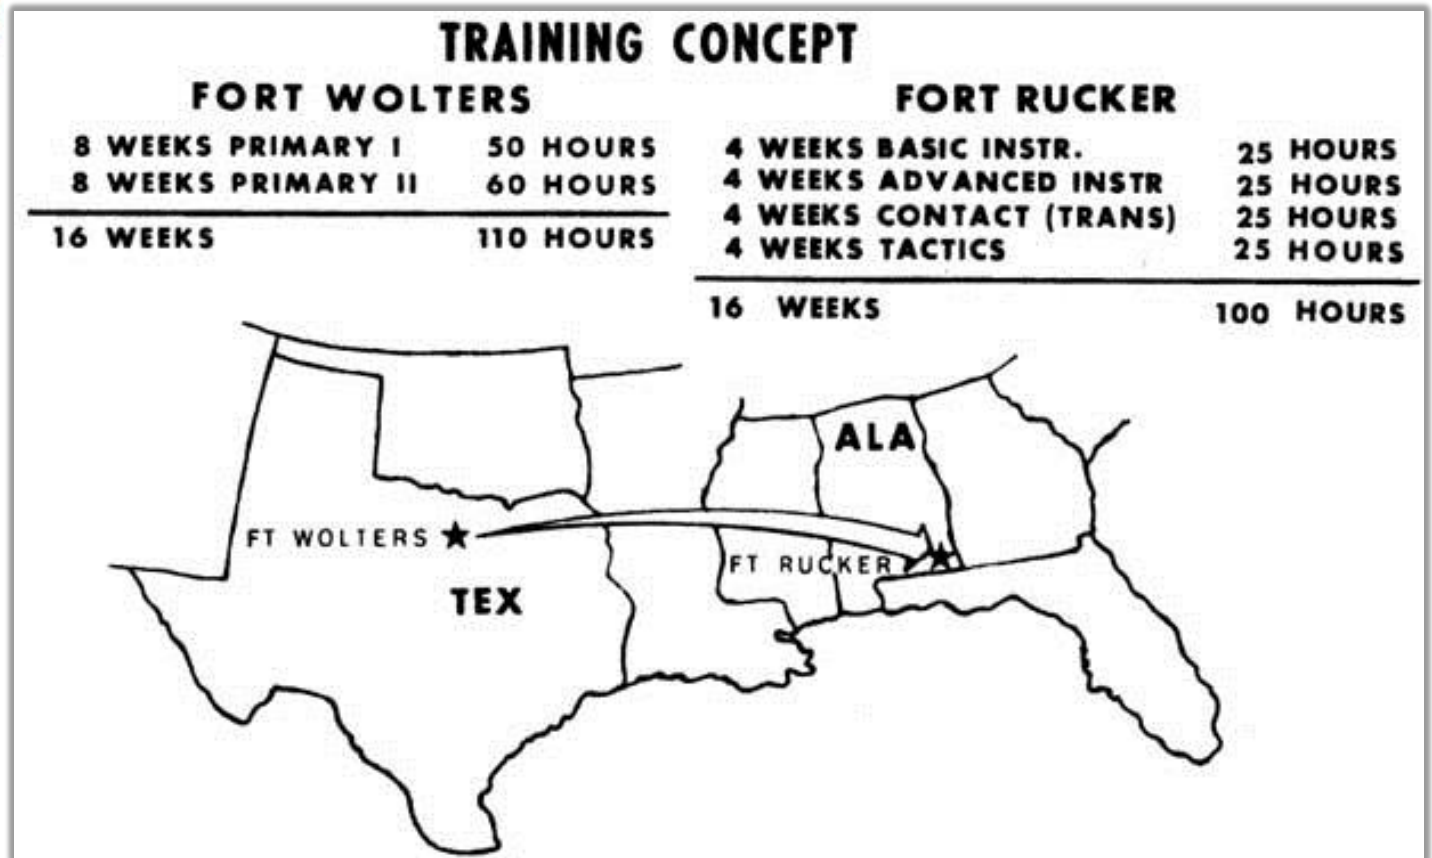 TRAINING CONCEPT
FORT WOLTERS
8 WEEKS PRIMARY I 50 HOURS
8 WEEKS PRIMARY II 60 HOURS
16 WEEKS 110 HOURS
FORT RUCKER
4 WEEKS BASIC INSTR. 25 HOURS
4 WEEKS ADVANCED INSTR 25 HOURS
4 WEEKS CONTACT (TRANS) 25 HOURS
4 WEEKS TACTICS 25 HOURS
16 WEEKS 100 HOURS
ALA
FT WOLTERS
FT RUCKER
TEX